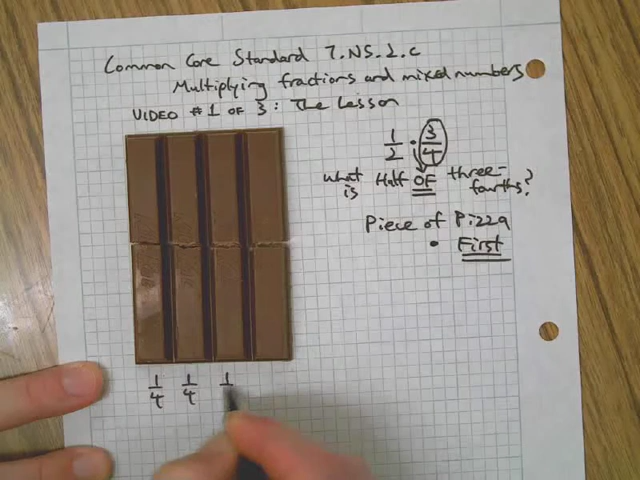 Common Core Standard 7.NS.2.c
Multiplying fractions and mixed numbers
VIDEO #1 OF 3: The Lesson
1/2 · 3/4
what is Half OF three-fourths?
Piece of Pizza
• First
1/4 1/4 1